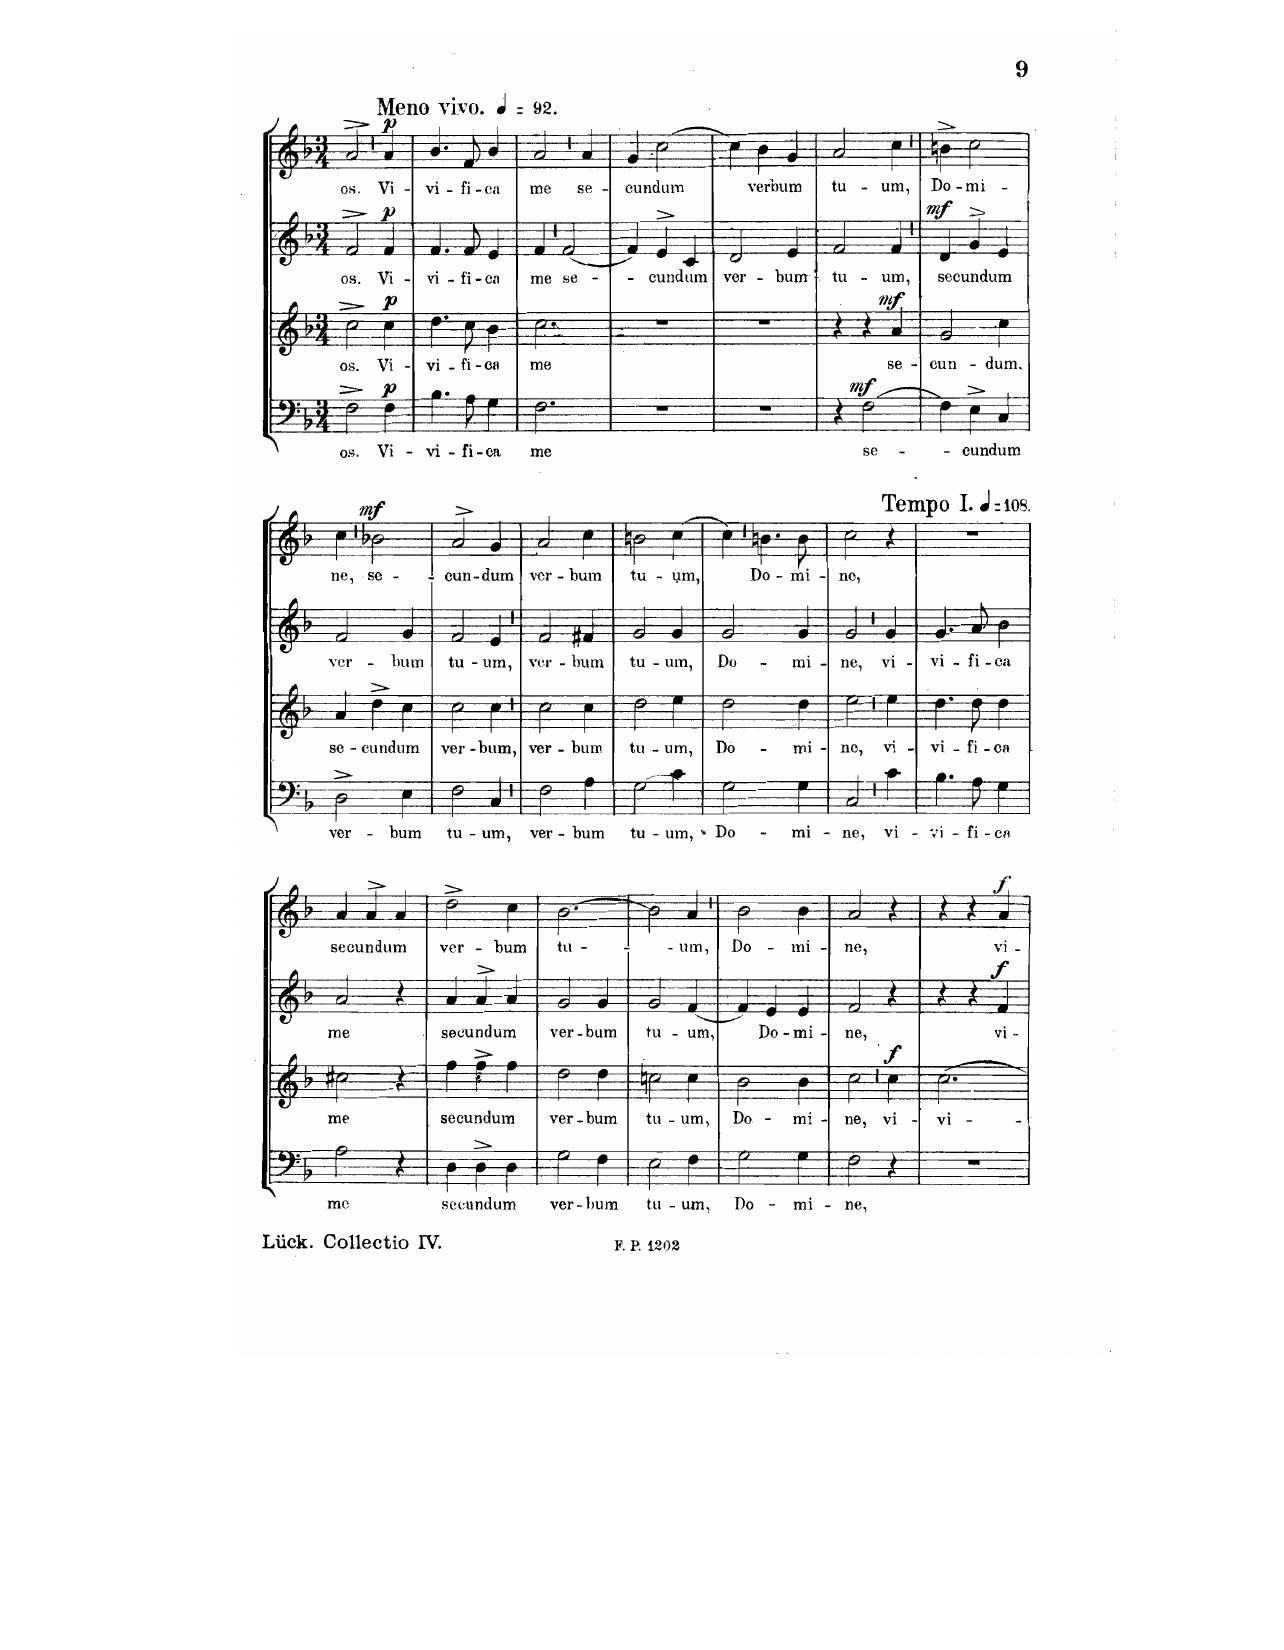 9
Meno vivo. ♩ = 92.
p
os. Vi - vi - fi - ca me se - cundum verbum tu - um, Do - mi -
p mf
os. Vi - vi - fi - ca me se - - cundum ver - bum tu - um, secundum
p mf
os. Vi - vi - fi - ca me se - cun - dum.
p mf
os. Vi - vi - fi - ca me se - - cundum
Tempo I. ♩ = 108.
mf
ne, se - - cun - dum ver - bum tu - um, Do - mi - ne,
ver - bum tu - um, ver - bum tu - um, Do - mi - ne, vi - vi - fi - ca
se - cundum ver - bum, ver - bum tu - um, Do - mi - ne, vi - vi - fi - ca
ver - bum tu - um, ver - bum tu - um, Do - mi - ne, vi - vi - fi - ca
f
secundum ver - bum tu - - - um, Do - mi - ne, vi -
f
me secundum ver - bum tu - um, Do - mi - ne, vi -
f
me secundum ver - bum tu - um, Do - mi - ne, vi - vi - -
me secundum ver - bum tu - um, Do - mi - ne,
Lück. Collectio IV.
F. P. 1202